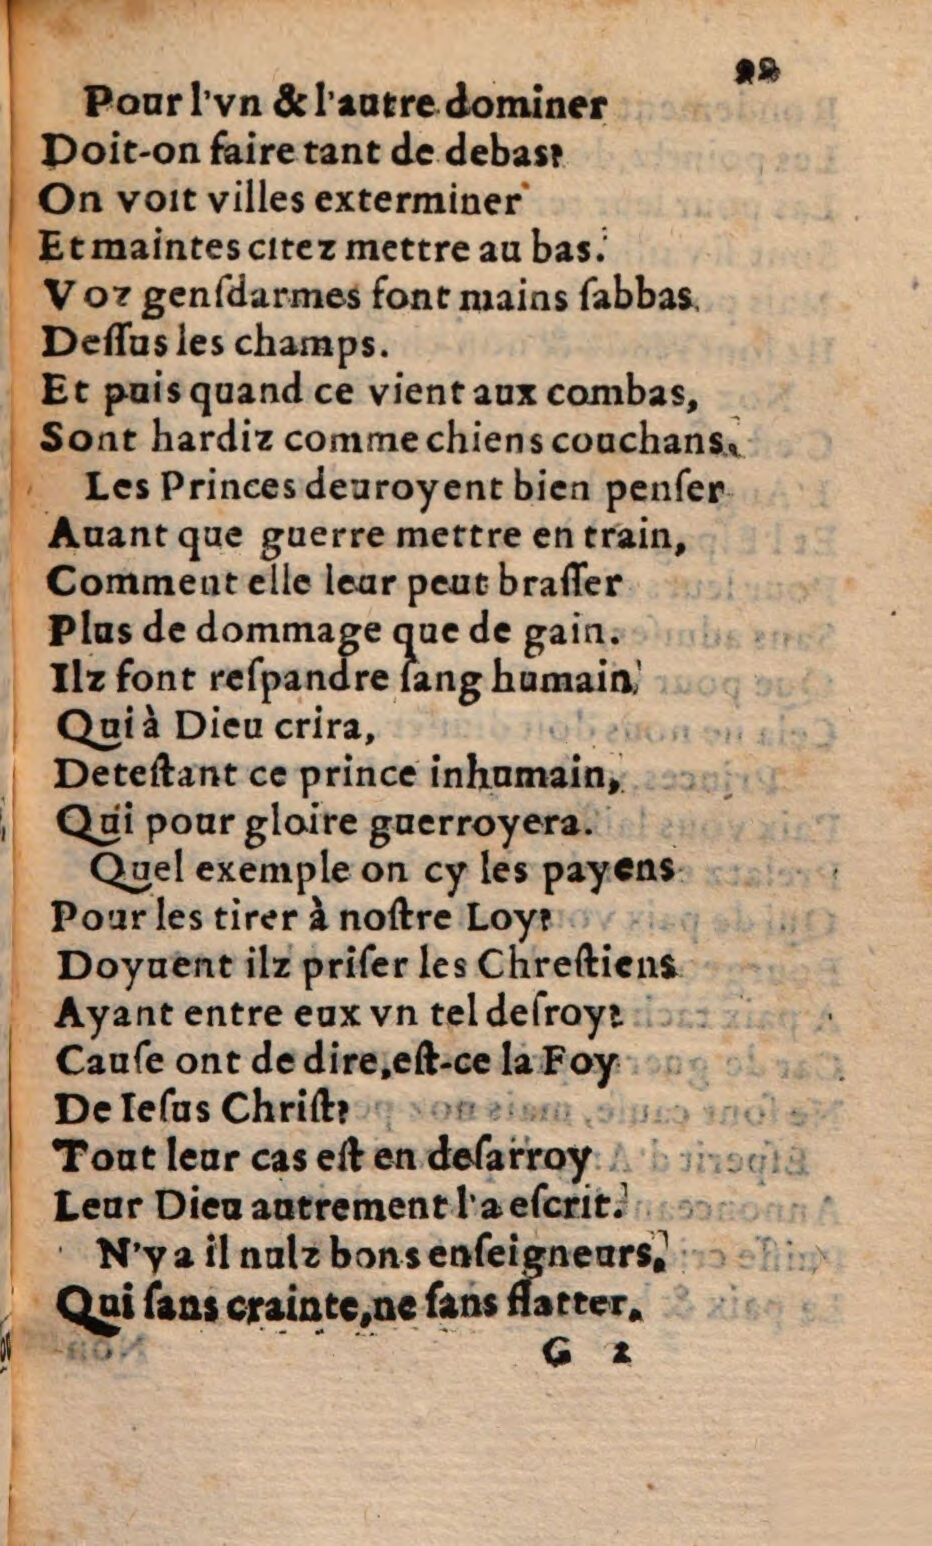 Pour l'vn & l'autre dominer
Doit-on faire tant de debas?
On voit villes exterminer
Et maintes citez mettre au bas.
Voz genſdarmes font mains ſabbas.
Deſſus les champs.
Et puis quand ce vient aux combas,
Sont hardiz comme chiens couchans.
Les Princes deuroyent bien penſer
Auant que guerre mettre en train,
Comment elle leur peut braſſer
Plus de dommage que de gain.
Ilz font reſpandre ſang humain,
Qui à Dieu crira,
Deteſtant ce prince inhumain,
Qui pour gloire guerroyera.
Quel exemple on cy les payens
Pour les tirer à noſtre Loy?
Doyuent ilz priſer les Chreſtiens
Ayant entre eux vn tel deſroy?
Cauſe ont de dire, eſt-ce la Foy
De Ieſus Chriſt?
Tout leur cas eſt en deſarroy
Leur Dieu autrement l'a eſcrit.
N'y a il nulz bons enſeigneurs,
Qui ſans crainte, ne ſans flatter.
G 2